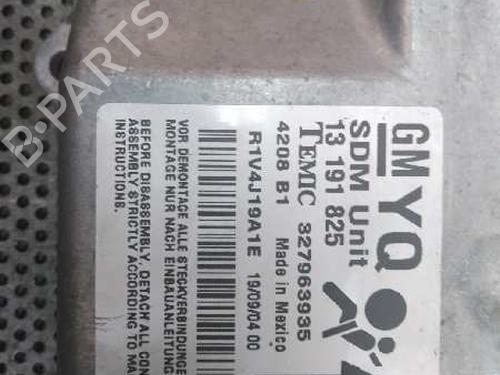 GM YQ
SDM Unit
13 191 825
TEMIC 327963935
4208 B1 Made in Mexico
R1V4J19A1E 19/09/04 00
VOR DEMONTAGE ALLE STECKVERBINDUNGE
MONTAGE NUR NACH EINBAUANLEITUNG
BEFORE DISASSEMBLY, DETACH ALL CON
ASSEMBLY STRICTLY ACCORDING TO MA
INSTRUCTIONS.
B-PARTS